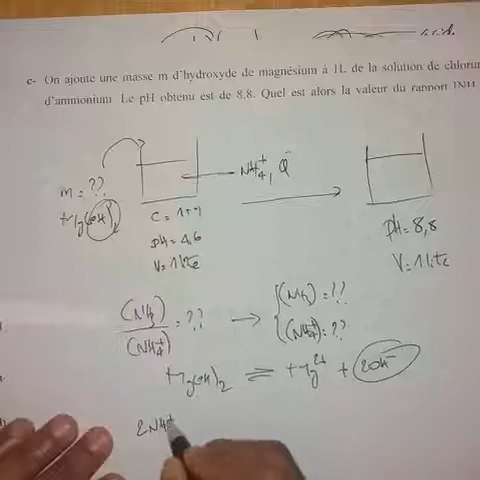 c- On ajoute une masse m d'hydroxyde de magnésium à 1L de la solution de chlorur
d'ammonium Le pH obtenu est de 8,8. Quel est alors la valeur du rapport [NH
NH4+, Cl-
m = ??
Mg(OH)2
C = 1M
pH = 4,6
V = 1 litre
pH = 8,8
V = 1 litre
(NH3)/(NH4+) = ?? → {(NH3) = ??
(NH4+) = ??
Mg(OH)2 ⇌ Mg2+ + 2OH-
2NH4+